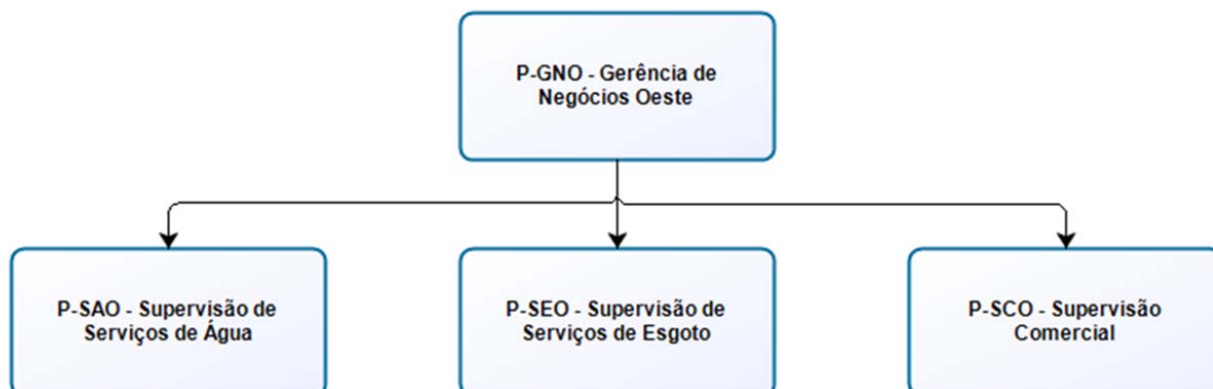 P-GNO - Gerência de
Negócios Oeste
P-SAO - Supervisão de
Serviços de Água
P-SEO - Supervisão de
Serviços de Esgoto
P-SCO - Supervisão
Comercial